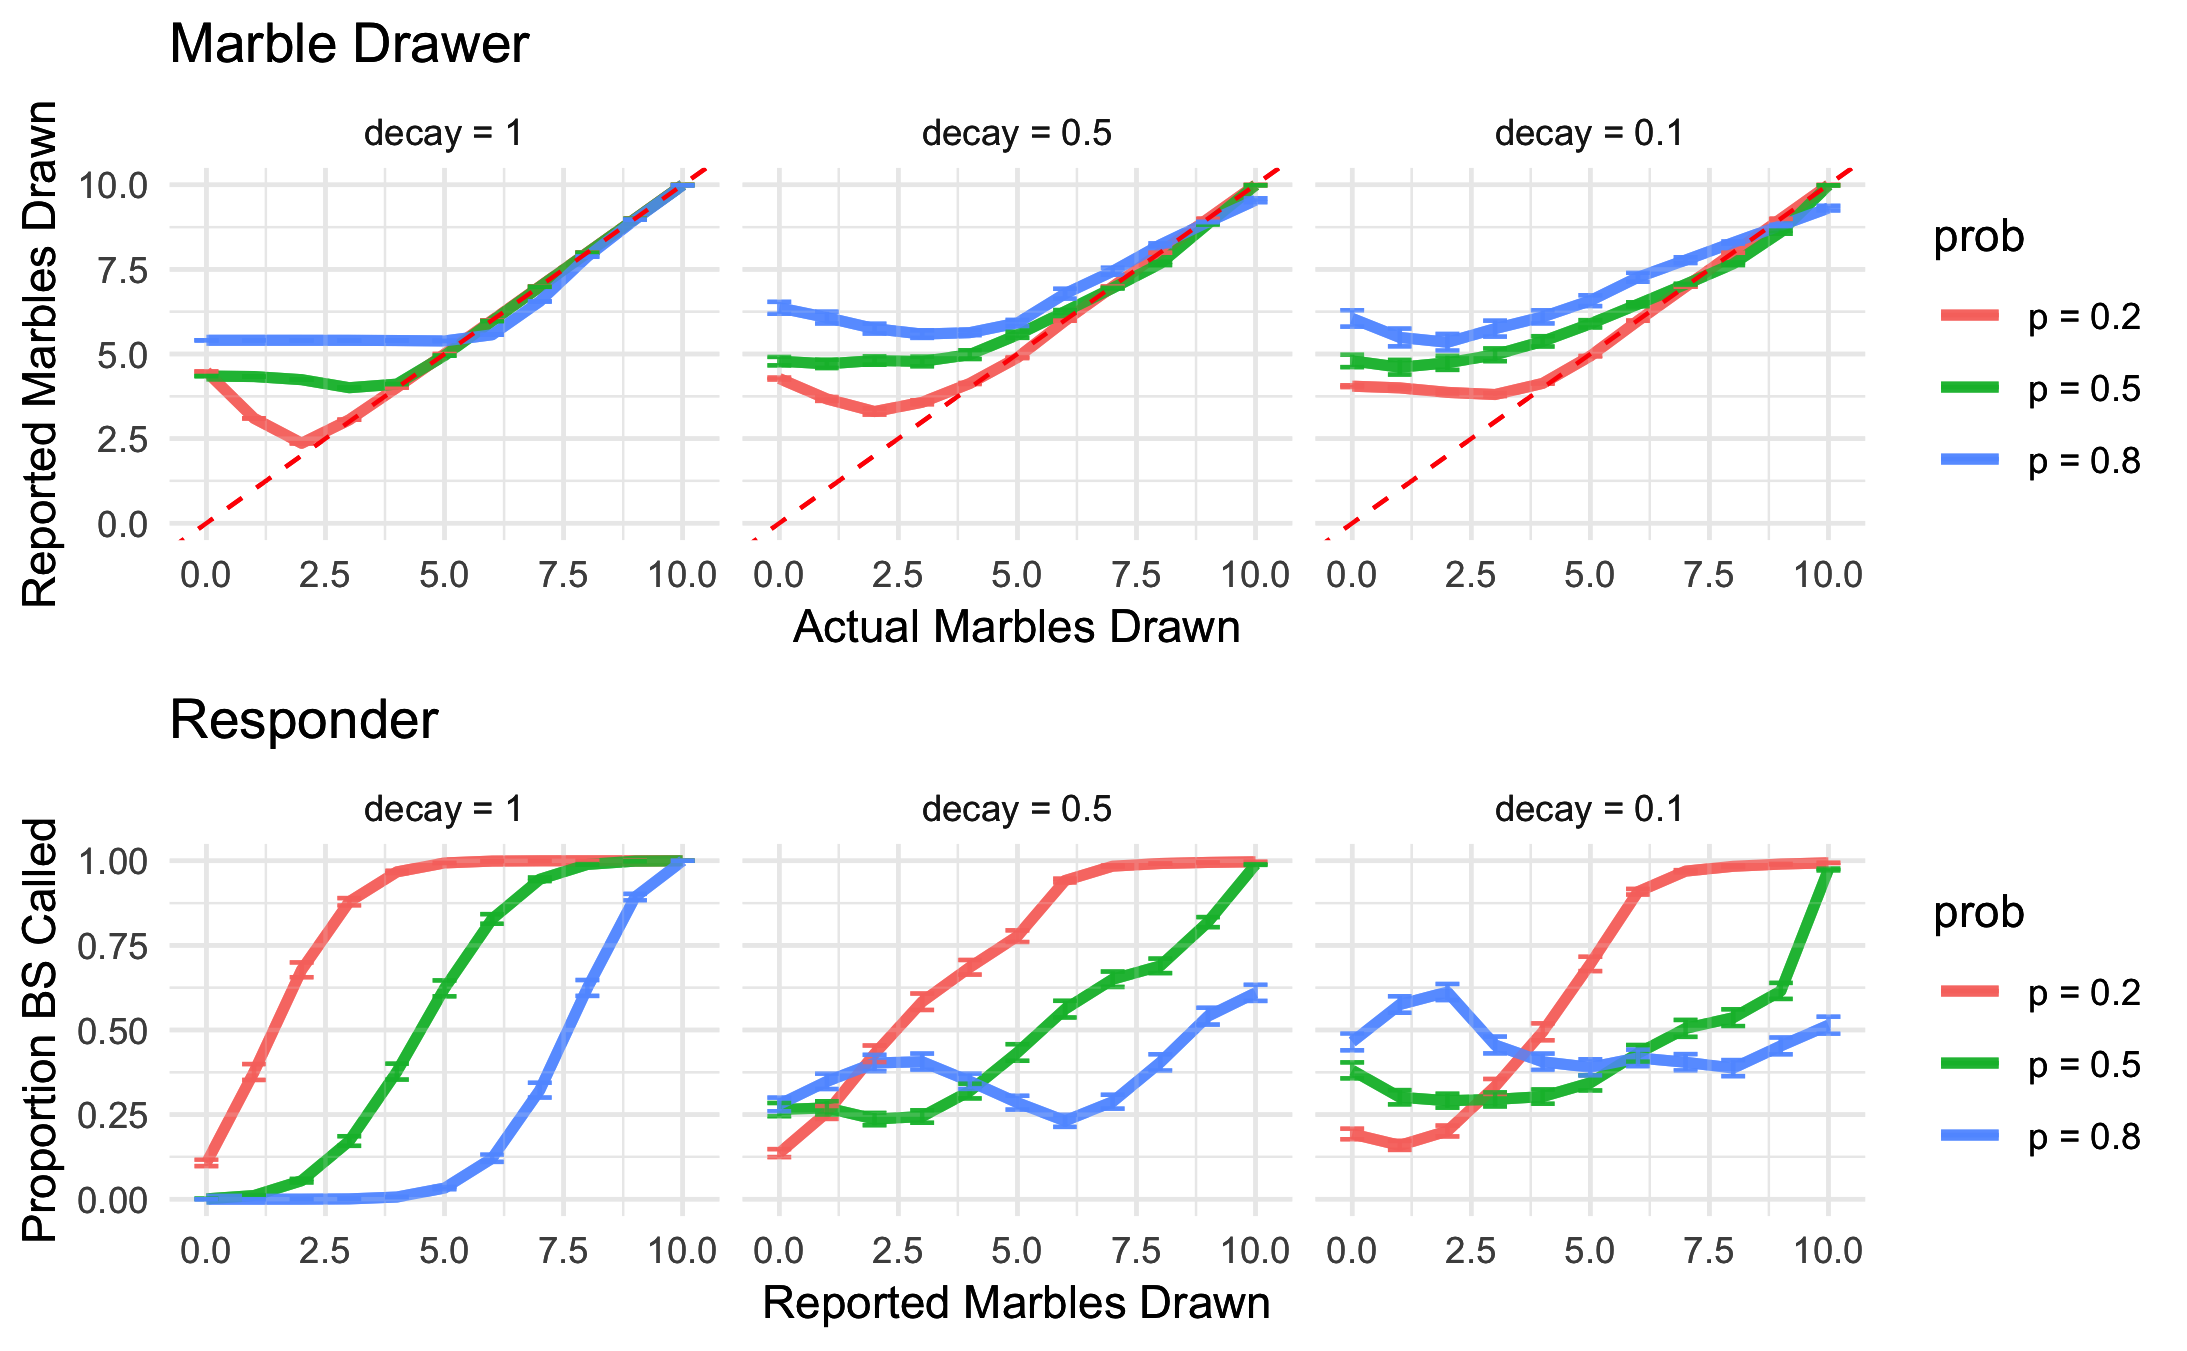 Marble Drawer
decay = 1
decay = 0.5
decay = 0.1
Reported Marbles Drawn
10.0
7.5
5.0
2.5
0.0
0.0 2.5 5.0 7.5 10.0
0.0 2.5 5.0 7.5 10.0
0.0 2.5 5.0 7.5 10.0
Actual Marbles Drawn
prob
p = 0.2
p = 0.5
p = 0.8
Responder
decay = 1
decay = 0.5
decay = 0.1
Proportion BS Called
1.00
0.75
0.50
0.25
0.00
0.0 2.5 5.0 7.5 10.0
0.0 2.5 5.0 7.5 10.0
0.0 2.5 5.0 7.5 10.0
Reported Marbles Drawn
prob
p = 0.2
p = 0.5
p = 0.8